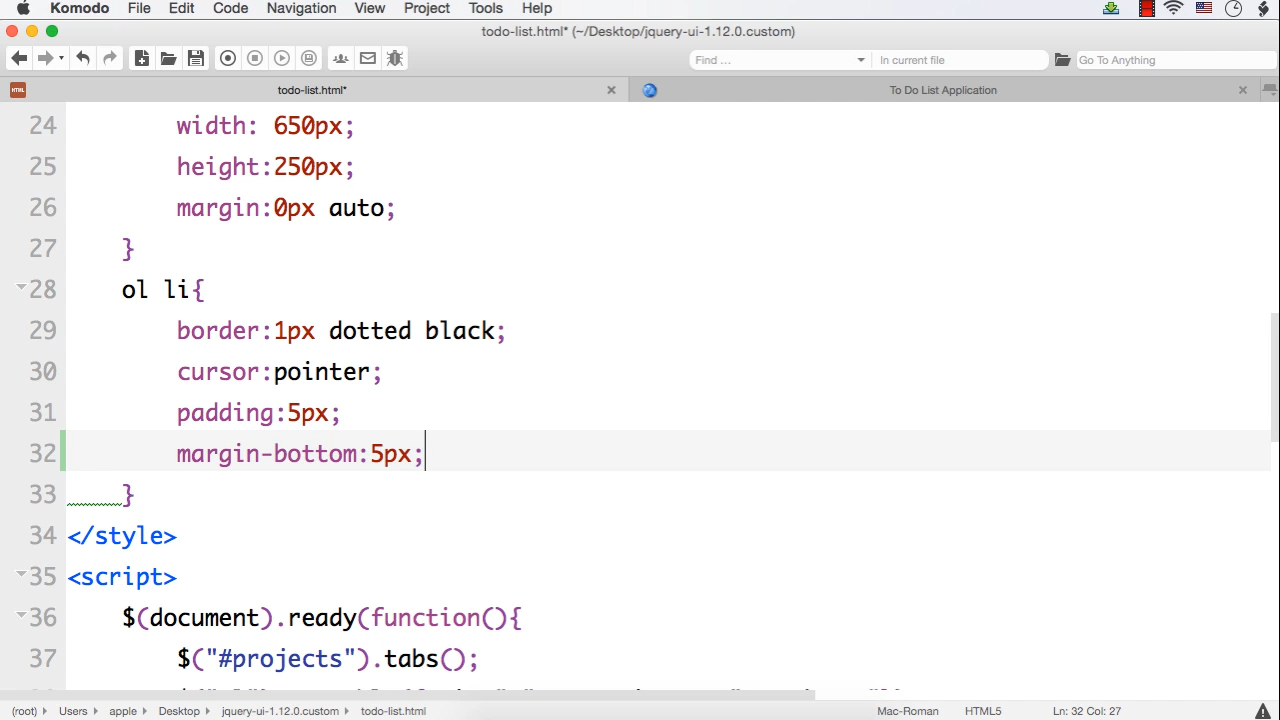 Komodo File Edit Code Navigation View Project Tools Help
todo-list.html* (~/Desktop/jquery-ui-1.12.0.custom)
Find ... In current file Go To Anything
HTML todo-list.html* To Do List Application
24 width: 650px;
25 height:250px;
26 margin:0px auto;
27 }
28 ol li{
29 border:1px dotted black;
30 cursor:pointer;
31 padding:5px;
32 margin-bottom:5px;
33 }
34 </style>
35 <script>
36 $(document).ready(function(){
37 $("#projects").tabs();
(root) Users apple Desktop jquery-ui-1.12.0.custom todo-list.html Mac-Roman HTML5 Ln: 32 Col: 27